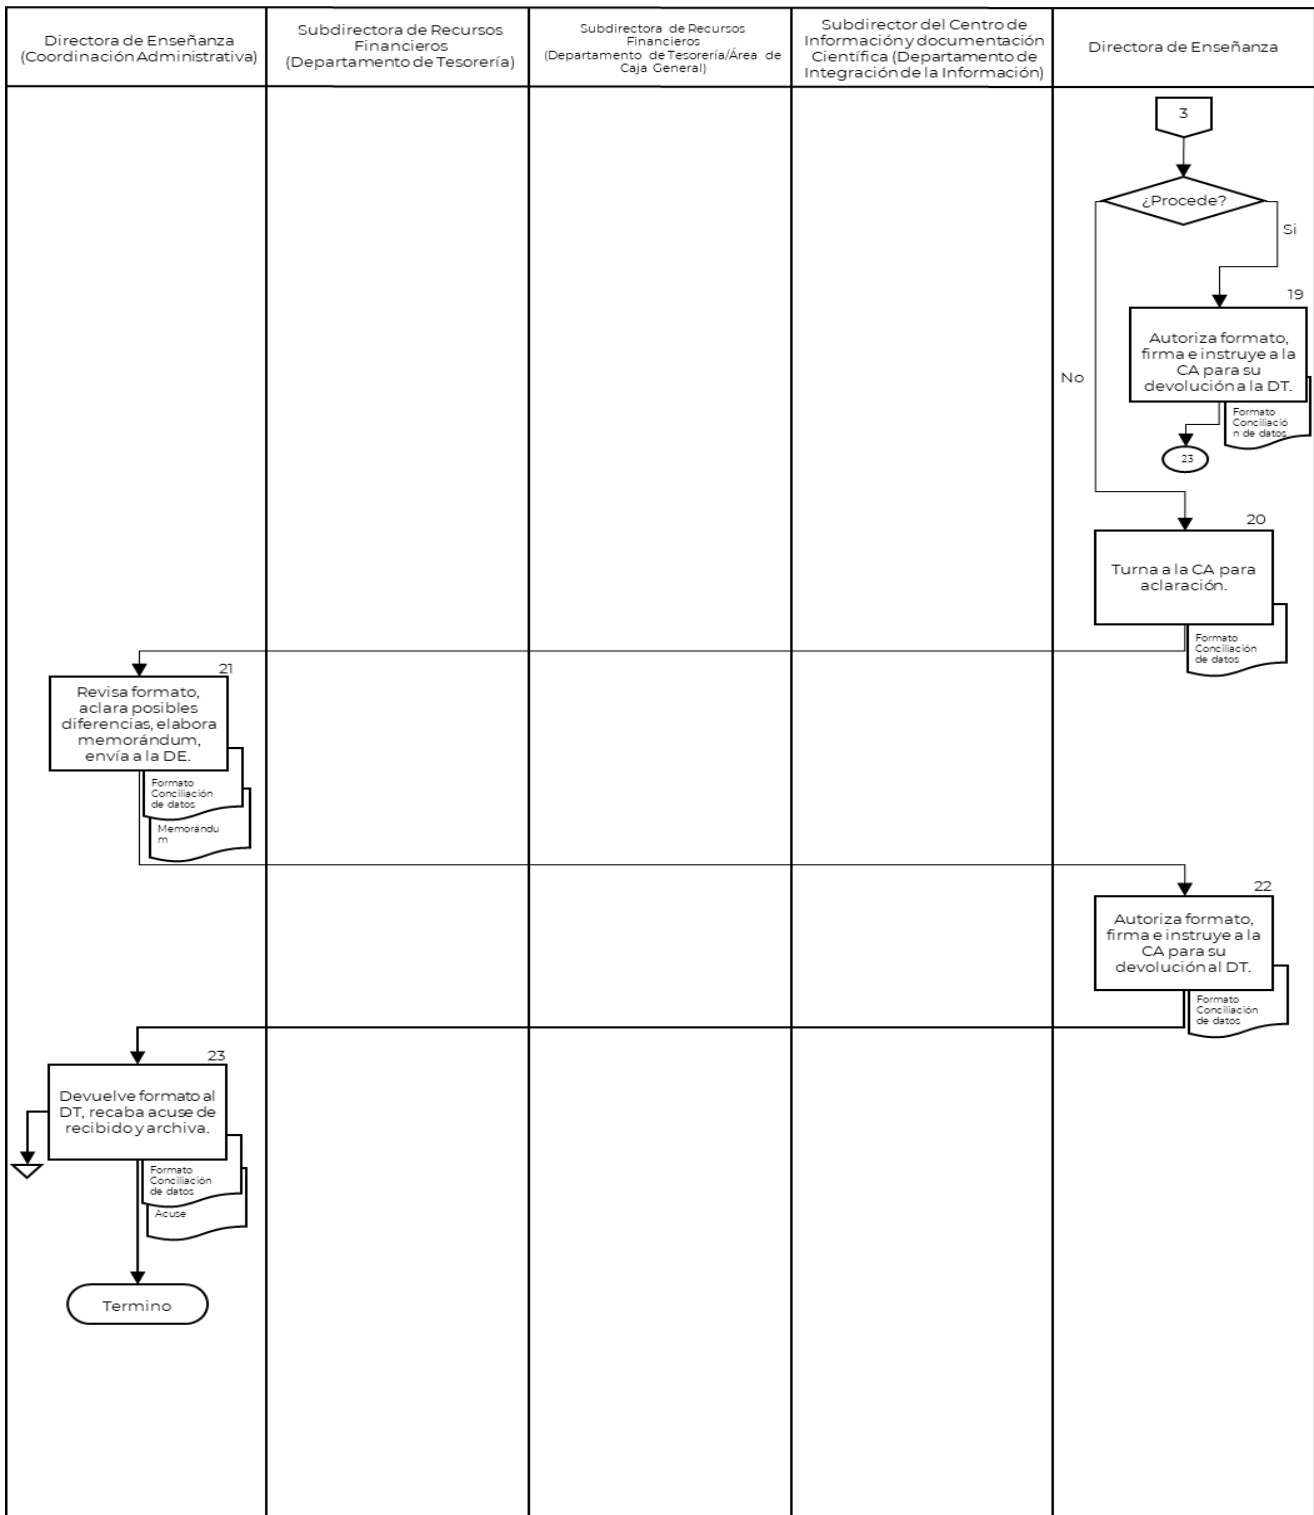 Directora de Enseñanza
(Coordinación Administrativa)
Subdirectora de Recursos
Financieros
(Departamento de Tesorería)
Subdirectora de Recursos
Financieros
(Departamento de Tesorería/Área de
Caja General)
Subdirector del Centro de
Información y documentación
Científica (Departamento de
Integración de la Información)
Directora de Enseñanza
3
¿Procede?
Si
No
19
Autoriza formato,
firma e instruye a la
CA para su
devolución a la DT.
Formato
Conciliació
n de datos
23
20
Turna a la CA para
aclaración.
Formato
Conciliación
de datos
21
Revisa formato,
aclara posibles
diferencias, elabora
memorándum,
envía a la DE.
Formato
Conciliación
de datos
Memorándu
m
22
Autoriza formato,
firma e instruye a la
CA para su
devolución al DT.
Formato
Conciliación
de datos
23
Devuelve formato al
DT, recaba acuse de
recibido y archiva.
Formato
Conciliación
de datos
Acuse
Termino